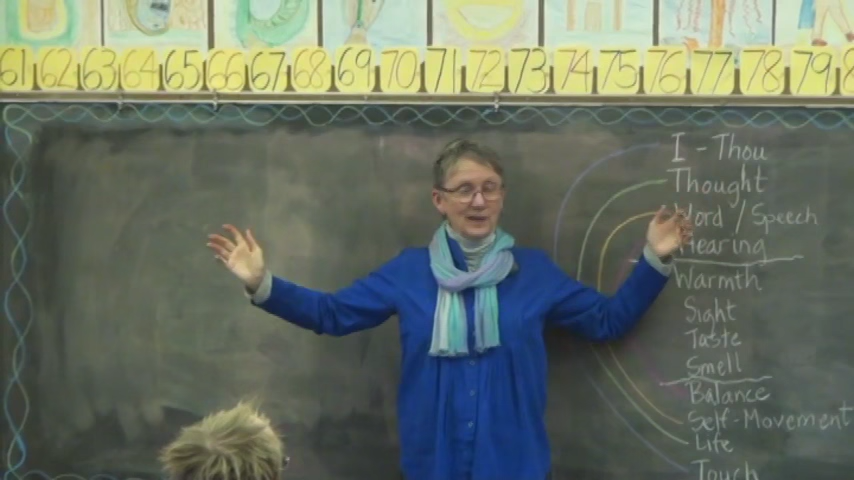 61 62 63 64 65 66 67 68 69 70 71 72 73 74 75 76 77 78 79 8
I - Thou
Thought
Word / Speech
Hearing
Warmth
Sight
Taste
Smell
Balance
Self-Movement
Life
Touch